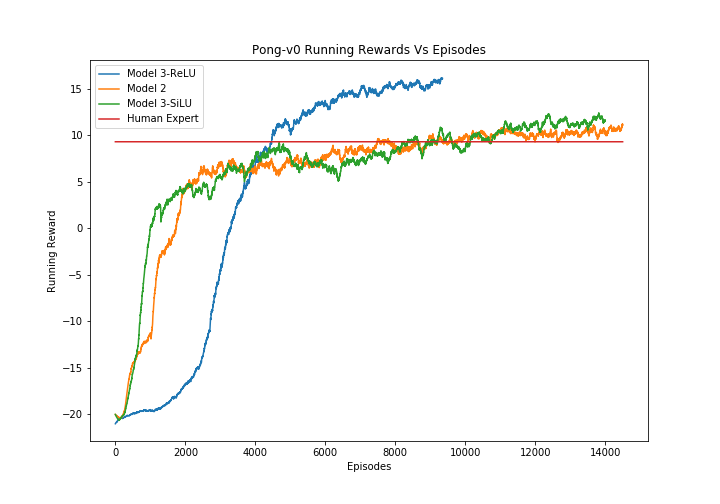 Pong-v0 Running Rewards Vs Episodes
Model 3-ReLU
Model 2
Model 3-SiLU
Human Expert
15
10
5
0
−5
−10
−15
−20
Running Reward
0 2000 4000 6000 8000 10000 12000 14000
Episodes